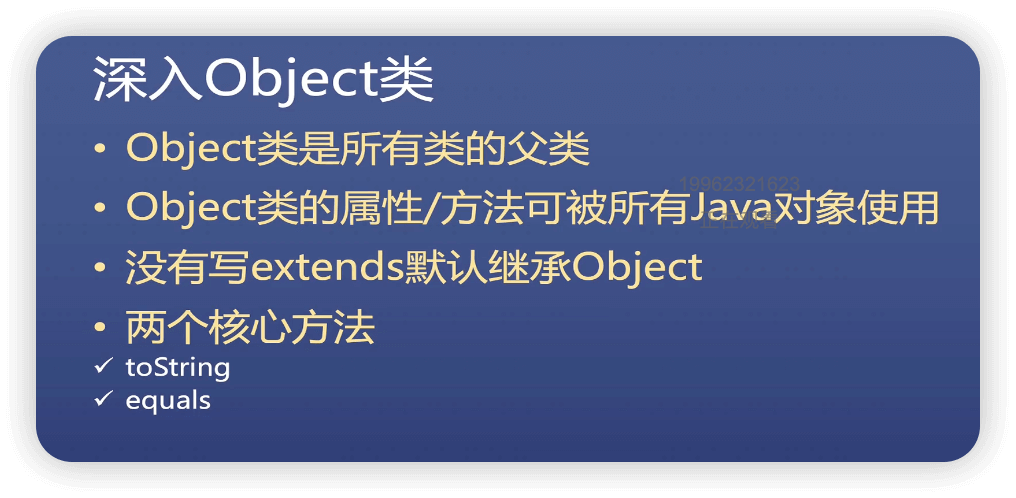 深入Object类
• Object类是所有类的父类
19962321623
• Object类的属性/方法可被所有Java对象使用
正在观看
• 没有写extends默认继承Object
• 两个核心方法
✓ toString
✓ equals